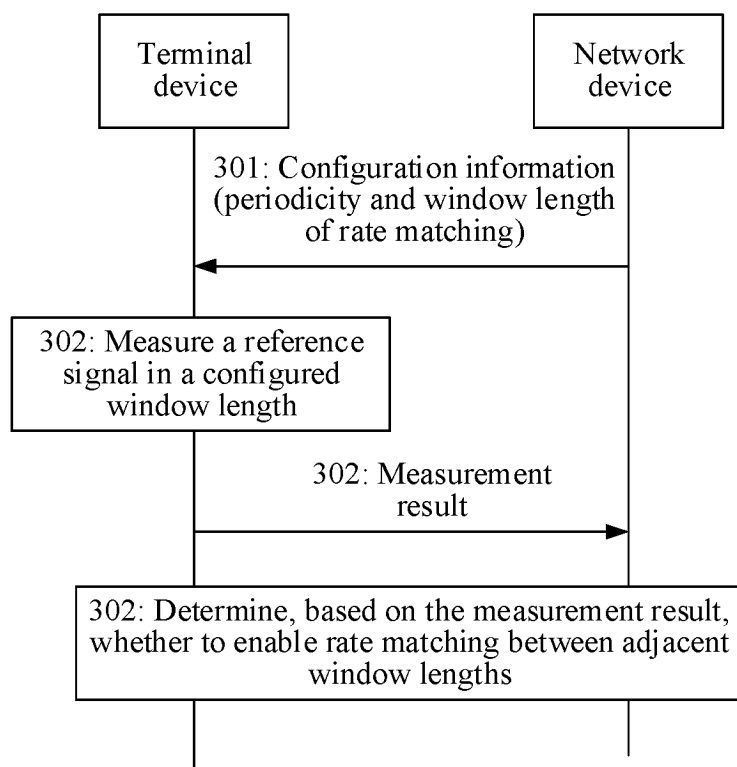 Terminal
device
Network
device
301: Configuration information
(periodicity and window length
of rate matching)
302: Measure a reference
signal in a configured
window length
302: Measurement
result
302: Determine, based on the measurement result,
whether to enable rate matching between adjacent
window lengths